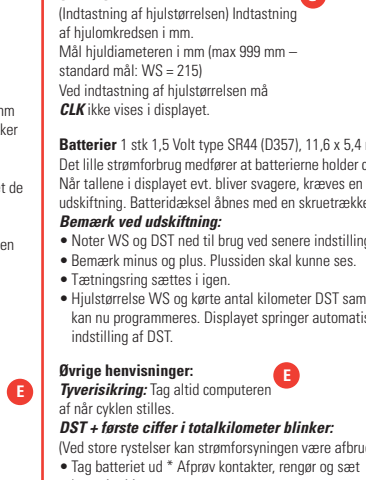 (Indtastning af hjulstørrelsen) Indtastning
af hjulomkredsen i mm.
Mål hjuldiameteren i mm (max 999 mm –
standard mål: WS = 215)
Ved indtastning af hjulstørrelsen må
CLK ikke vises i displayet.
Batterier 1 stk 1,5 Volt type SR44 (D357), 11,6 x 5,4
Det lille strømforbrug medfører at batterierne holder
Når tallene i displayet evt. bliver svagere, kræves en
udskiftning. Batteridæksel åbnes med en
Bemærk ved udskiftning:
• Noter WS og DST ned til brug ved senere
• Bemærk minus og plus. Plussiden skal kunne ses.
• Tætningsring sættes i igen.
• Hjulstørrelse WS og kørte antal kilometer DST
kan nu programmeres. Displayet springer
indstilling af DST.
Øvrige henvisninger:
E
Tyverisikring: Tag altid computeren
af når cyklen stilles.
E
DST + første ciffer i totalkilometer blinker:
(Ved store rystelser kan strømforsyningen være
• Tag batteriet ud * Afprøv kontakter, rengør og sæt